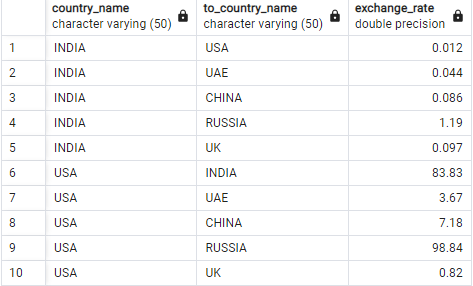 country_name to_country_name exchange_rate
character varying (50) character varying (50) double precision
1 INDIA USA 0.012
2 INDIA UAE 0.044
3 INDIA CHINA 0.086
4 INDIA RUSSIA 1.19
5 INDIA UK 0.097
6 USA INDIA 83.83
7 USA UAE 3.67
8 USA CHINA 7.18
9 USA RUSSIA 98.84
10 USA UK 0.82